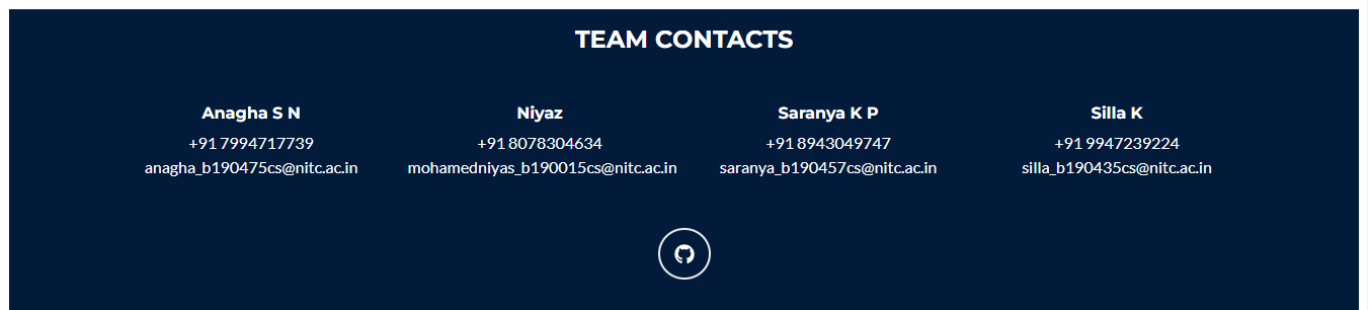 TEAM CONTACTS
Anagha S N
+91 7994717739
anagha_b190475cs@nitc.ac.in
Niyaz
+91 8078304634
mohamedniyas_b190015cs@nitc.ac.in
Saranya K P
+91 8943049747
saranya_b190457cs@nitc.ac.in
Silla K
+91 9947239224
silla_b190435cs@nitc.ac.in